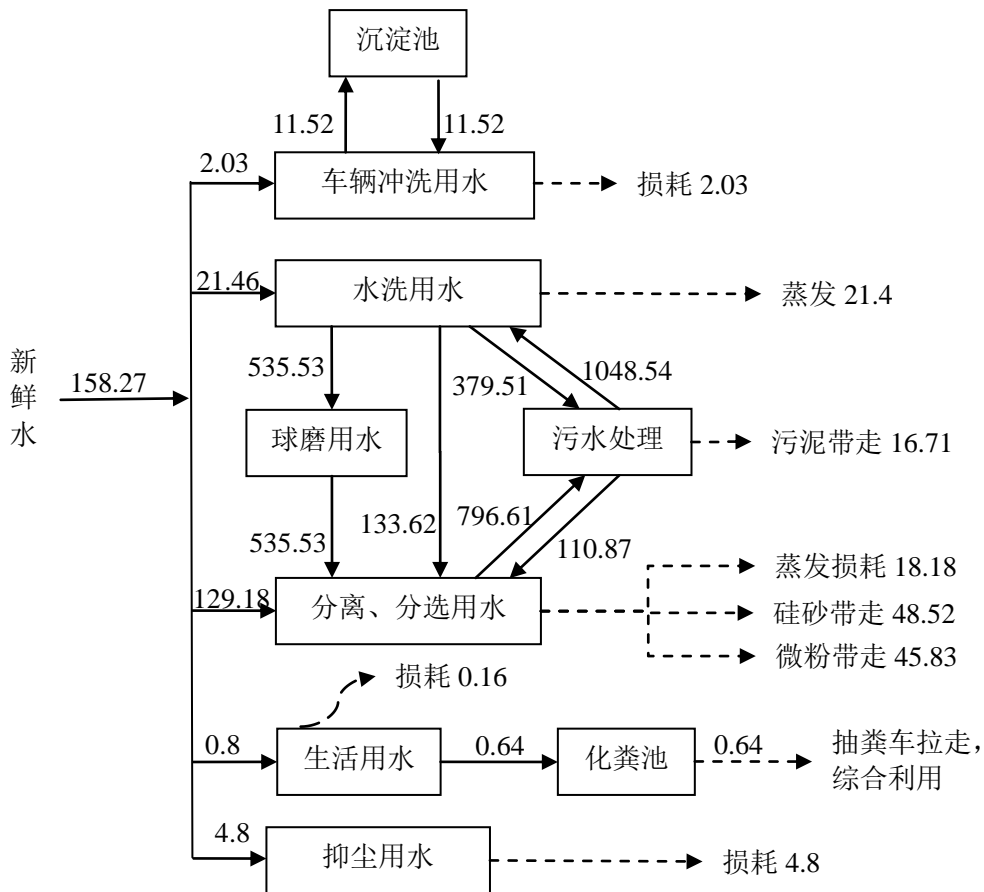 沉淀池
11.52
11.52
2.03
车辆冲洗用水
损耗 2.03
21.46
水洗用水
蒸发 21.4
新鲜水
158.27
535.53
379.51
1048.54
球磨用水
污水处理
污泥带走 16.71
535.53
133.62
796.61
110.87
129.18
分离、分选用水
蒸发损耗 18.18
硅砂带走 48.52
微粉带走 45.83
损耗 0.16
0.8
生活用水
0.64
化粪池
0.64
抽粪车拉走，
综合利用
4.8
抑尘用水
损耗 4.8